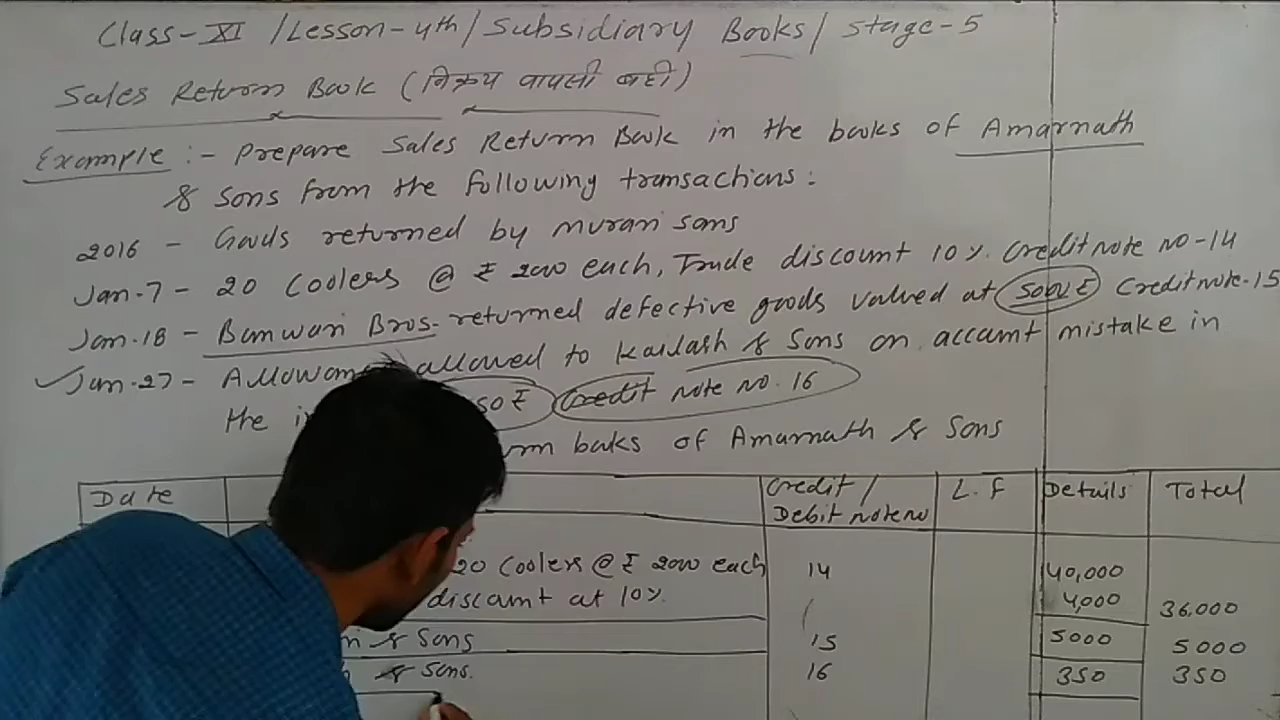 Class-XI /Lesson-4th/ Subsidiary Books/ Stage-5
Sales Return Book (विक्रय वापसी बही)
Example :- Prepare Sales Return Book in the books of Amarnath
& Sons from the following transactions:
2016 - Goods returned by Murari Sons
Jan-7 - 20 Coolers @ ₹ 2000 each, Trade discount 10%. Credit note NO-14
Jan-18 - Banwari Bros. returned defective goods valued at 5000₹ Credit note-15
Jan-27 - allowed to Kailash & Sons on account mistake in
the 50₹ Credit note no. 16
books of Amarnath & Sons
Date Credit / Debit note no L.F Details Total
20 Coolers @ ₹ 2000 each 14 40,000
discount at 10% 4,000 36,000
& Sons 15 5000 5000
& Sons. 16 350 350